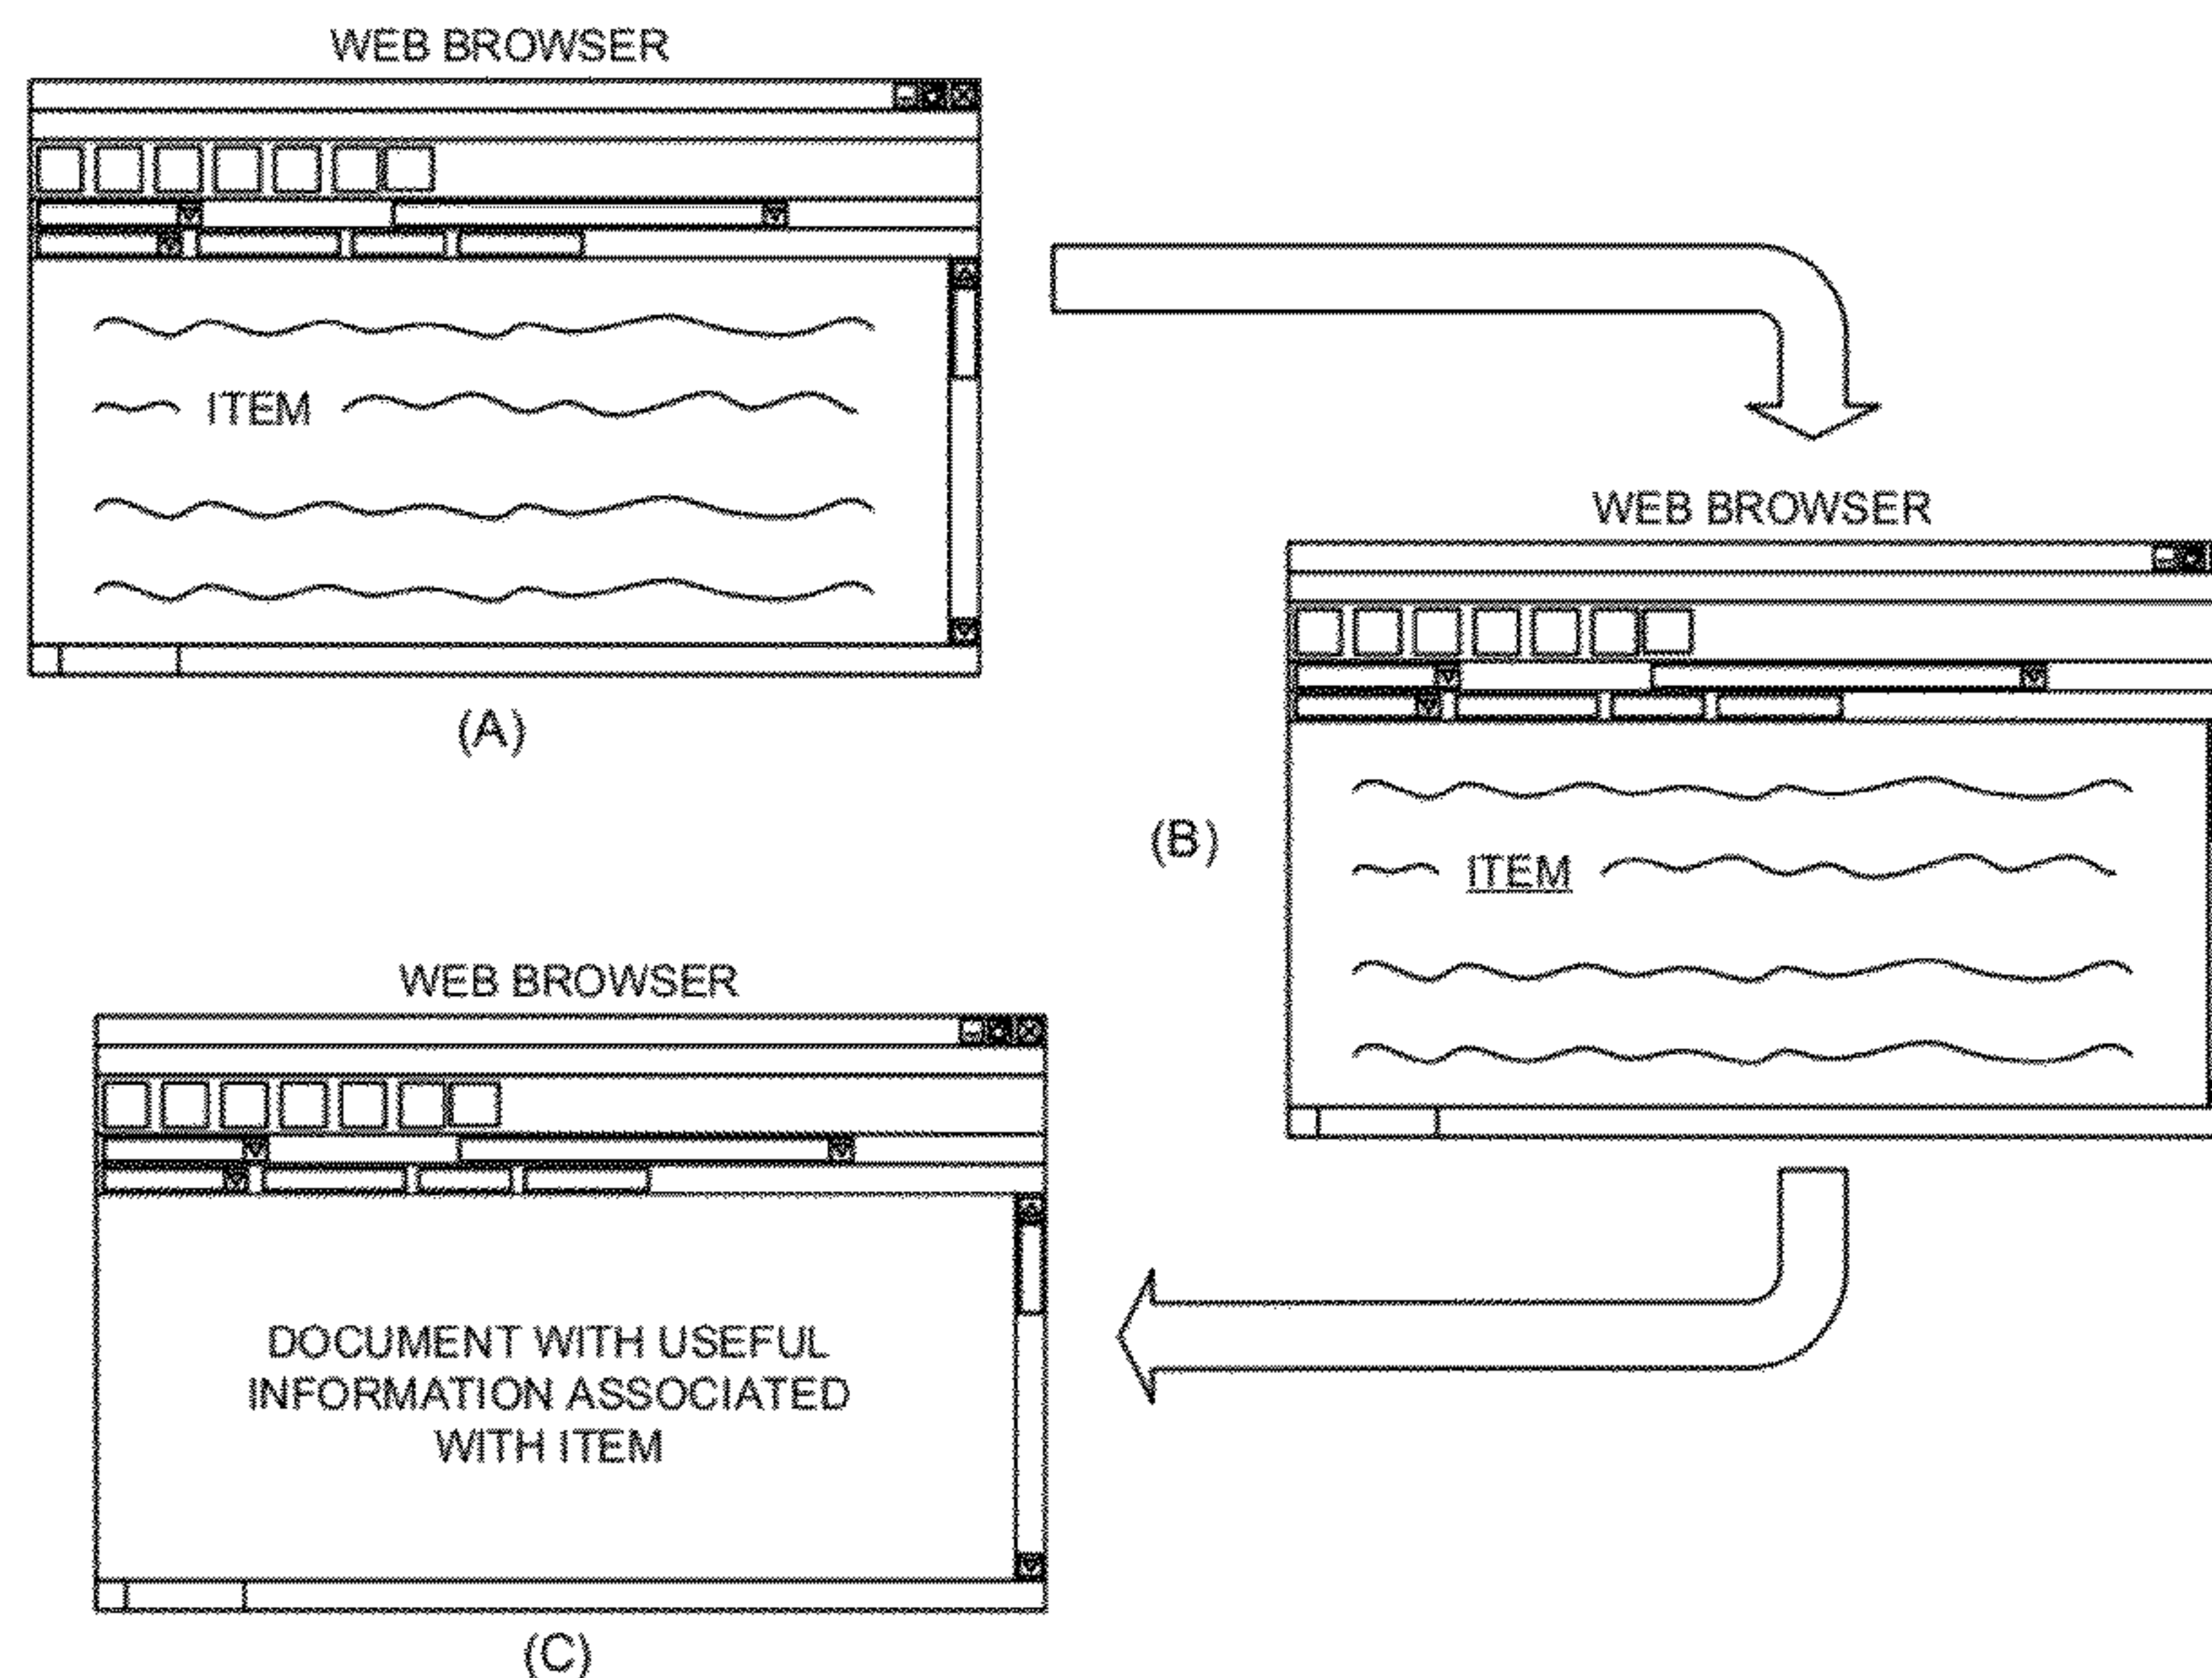 WEB BROWSER
ITEM
(A)
WEB BROWSER
(B)
ITEM
WEB BROWSER
DOCUMENT WITH USEFUL
INFORMATION ASSOCIATED
WITH ITEM
(C)